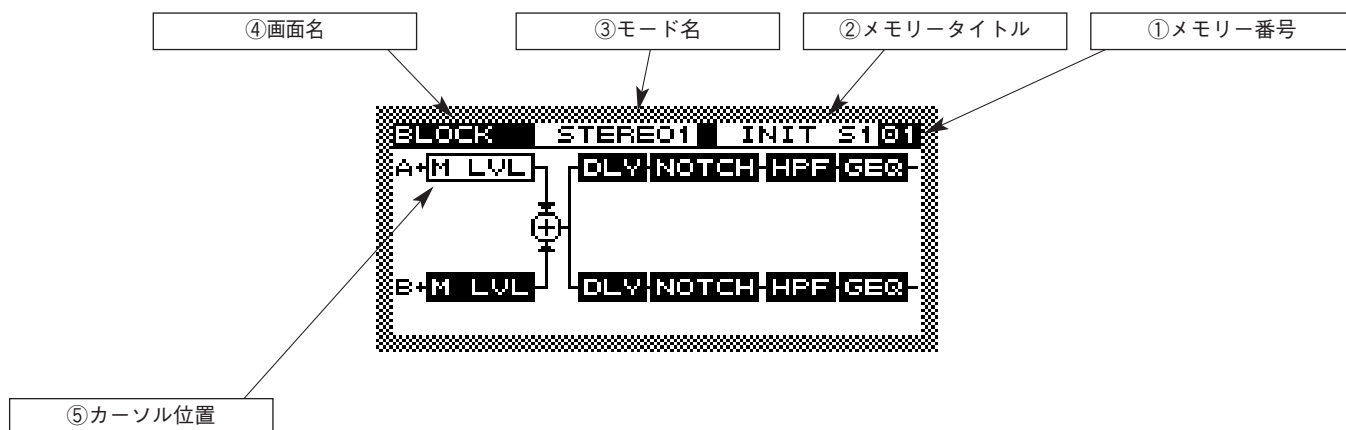 ④画面名 ③モード名 ②メモリータイトル ①メモリー番号
BLOCK STEREO1 INIT S1 01
A+ M LVL DLY NOTCH HPF GEQ
+
B+ M LVL DLY NOTCH HPF GEQ
⑤カーソル位置